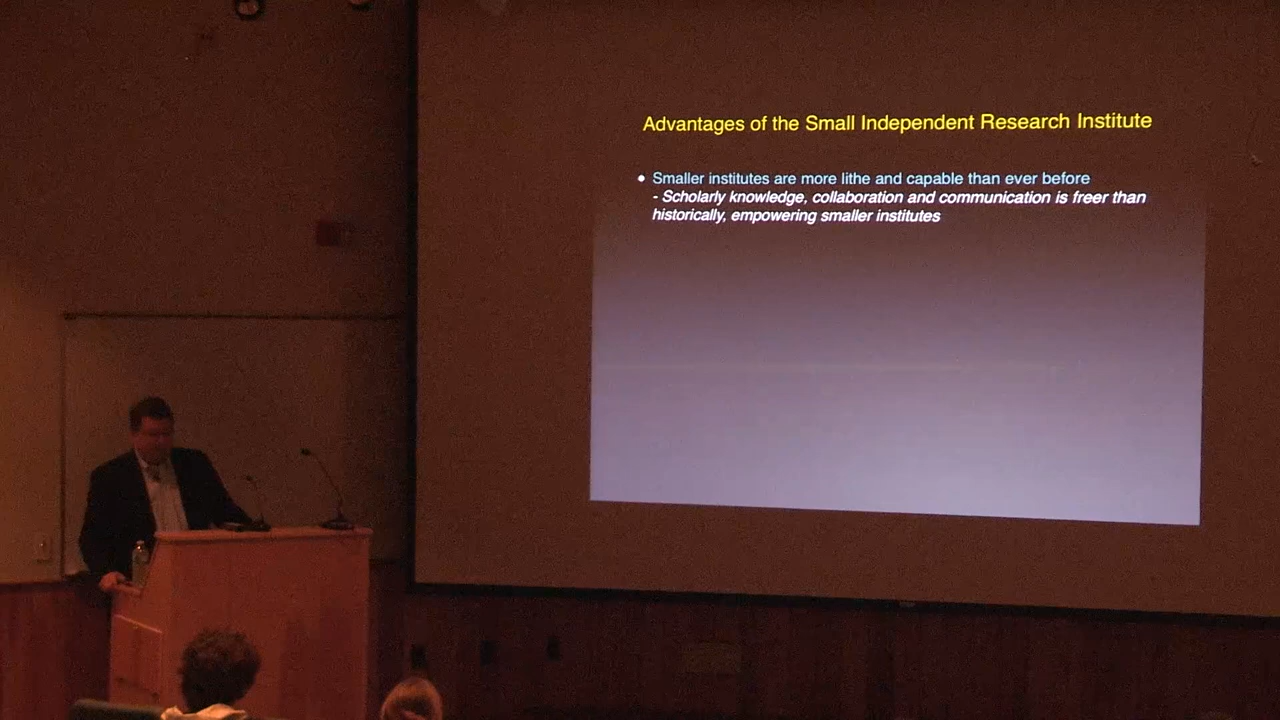 Advantages of the Small Independent Research Institute
• Smaller institutes are more lithe and capable than ever before
- Scholarly knowledge, collaboration and communication is freer than
historically, empowering smaller institutes